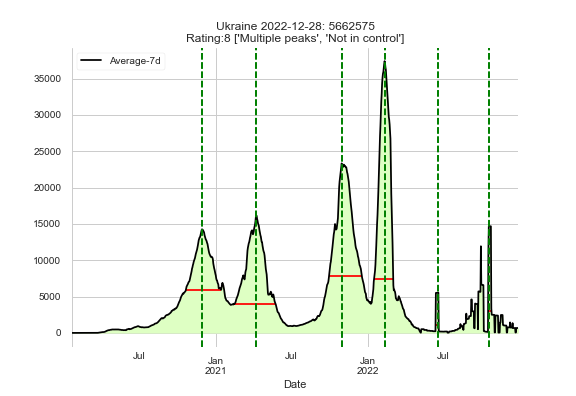 Ukraine 2022-12-28: 5662575
Rating:8 ['Multiple peaks', 'Not in control']
Average-7d
35000
30000
25000
20000
15000
10000
5000
0
Jul
Jan
2021
Jul
Jan
2022
Jul
Date